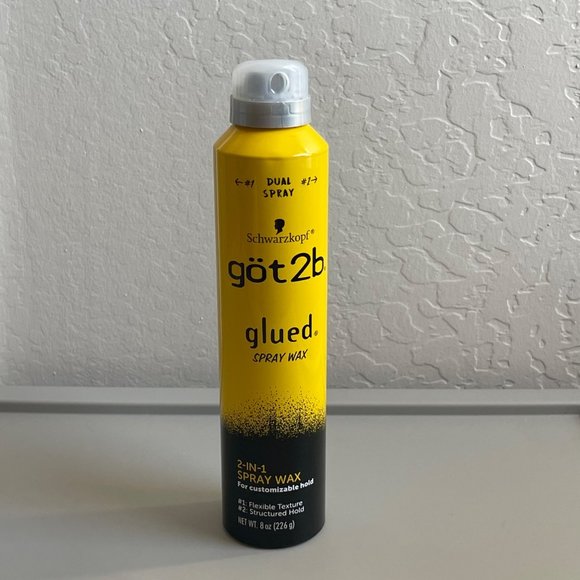 ←#1 DUAL #2→
SPRAY
Schwarzkopf®
göt2b®
glued®
SPRAY WAX
2-IN-1
SPRAY WAX
For customizable hold
#1: Flexible Texture
#2: Structured Hold
NET WT. 8 oz (226 g)